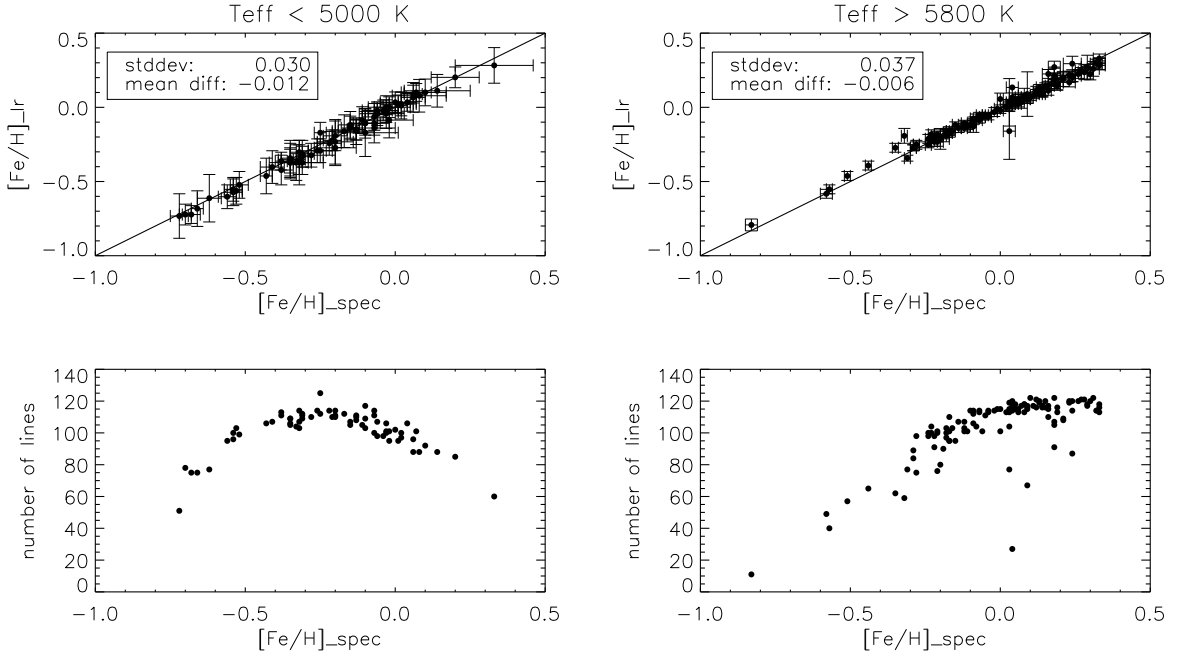 Teff < 5000 K
0.5
0.0
−0.5
−1.0
[Fe/H]_lr
stddev: 0.030
mean diff: −0.012
−1.0 −0.5 0.0 0.5
[Fe/H]_spec
Teff > 5800 K
0.5
0.0
−0.5
−1.0
[Fe/H]_lr
stddev: 0.037
mean diff: −0.006
−1.0 −0.5 0.0 0.5
[Fe/H]_spec
140
120
100
80
60
40
20
0
number of lines
−1.0 −0.5 0.0 0.5
[Fe/H]_spec
140
120
100
80
60
40
20
0
number of lines
−1.0 −0.5 0.0 0.5
[Fe/H]_spec